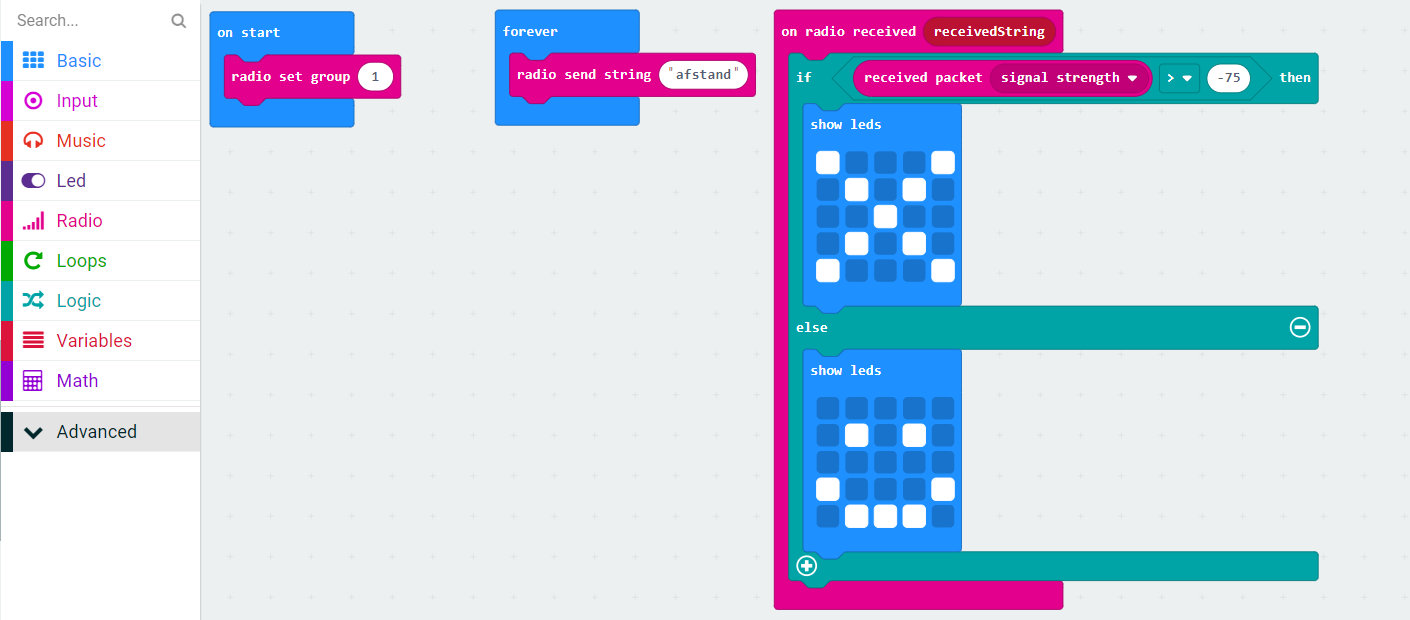 Search...
Basic
Input
Music
Led
Radio
Loops
Logic
Variables
Math
Advanced
on start
radio set group 1
forever
radio send string "afstand"
on radio received receivedString
if received packet signal strength > -75 then
show leds
else
show leds